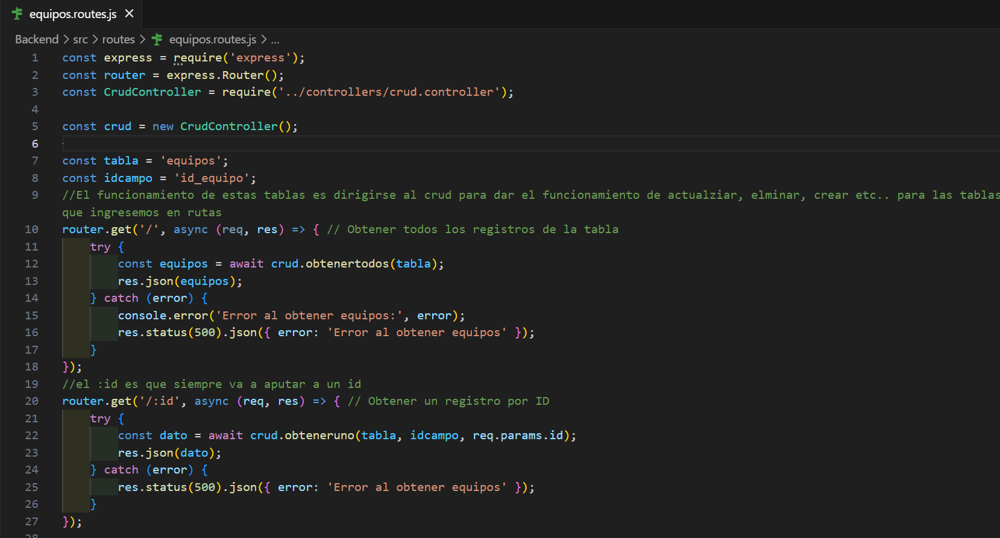 equipos.routes.js
Backend > src > routes > equipos.routes.js > ...
1 const express = require('express');
2 const router = express.Router();
3 const CrudController = require('../controllers/crud.controller');
4
5 const crud = new CrudController();
6
7 const tabla = 'equipos';
8 const idcampo = 'id_equipo';
9 //El funcionamiento de estas tablas es dirigirse al crud para dar el funcionamiento de actualziar, elminar, crear etc.. para las tablas
que ingresemos en rutas
10 router.get('/', async (req, res) => { // Obtener todos los registros de la tabla
11     try {
12         const equipos = await crud.obtenertodos(tabla);
13         res.json(equipos);
14     } catch (error) {
15         console.error('Error al obtener equipos:', error);
16         res.status(500).json({ error: 'Error al obtener equipos' });
17     }
18 });
19 //el :id es que siempre va a aputar a un id
20 router.get('/:id', async (req, res) => { // Obtener un registro por ID
21     try {
22         const dato = await crud.obteneruno(tabla, idcampo, req.params.id);
23         res.json(dato);
24     } catch (error) {
25         res.status(500).json({ error: 'Error al obtener equipos' });
26     }
27 });
28